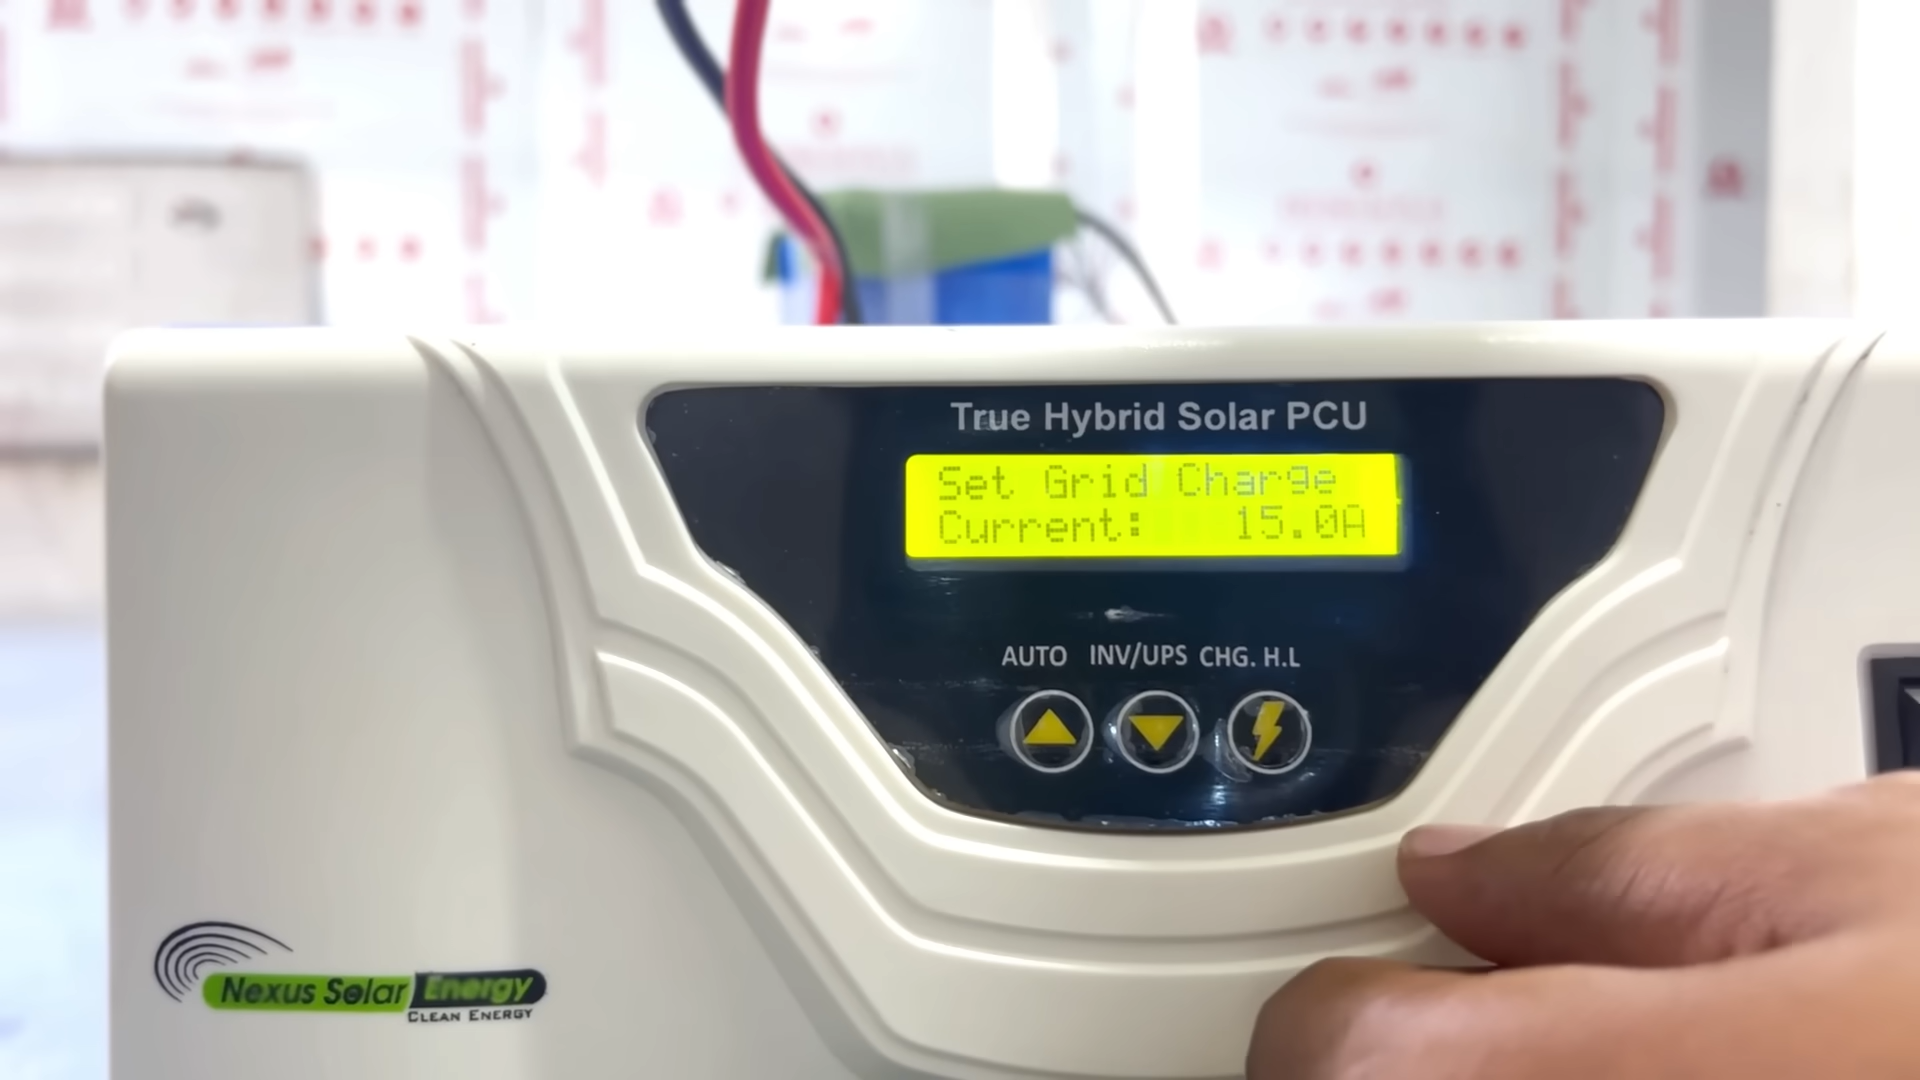 True Hybrid Solar PCU
Set Grid Charge
Current: 15.0A
AUTO INV/UPS CHG. H.L
Nexus Solar Energy
CLEAN ENERGY